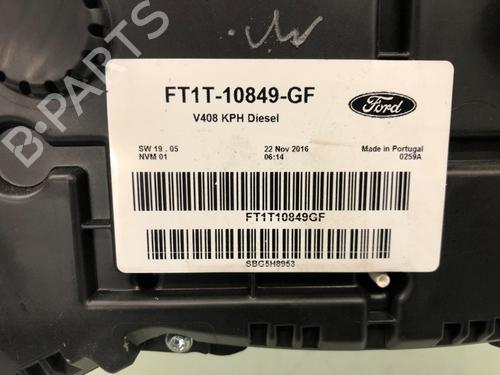 FT1T-10849-GF
Ford
V408 KPH Diesel
SW 19 . 05
22 Nov 2016
Made in Portugal
NVM 01
06:14
0259A
FT1T10849GF
SBG5H8953
B-PARTS